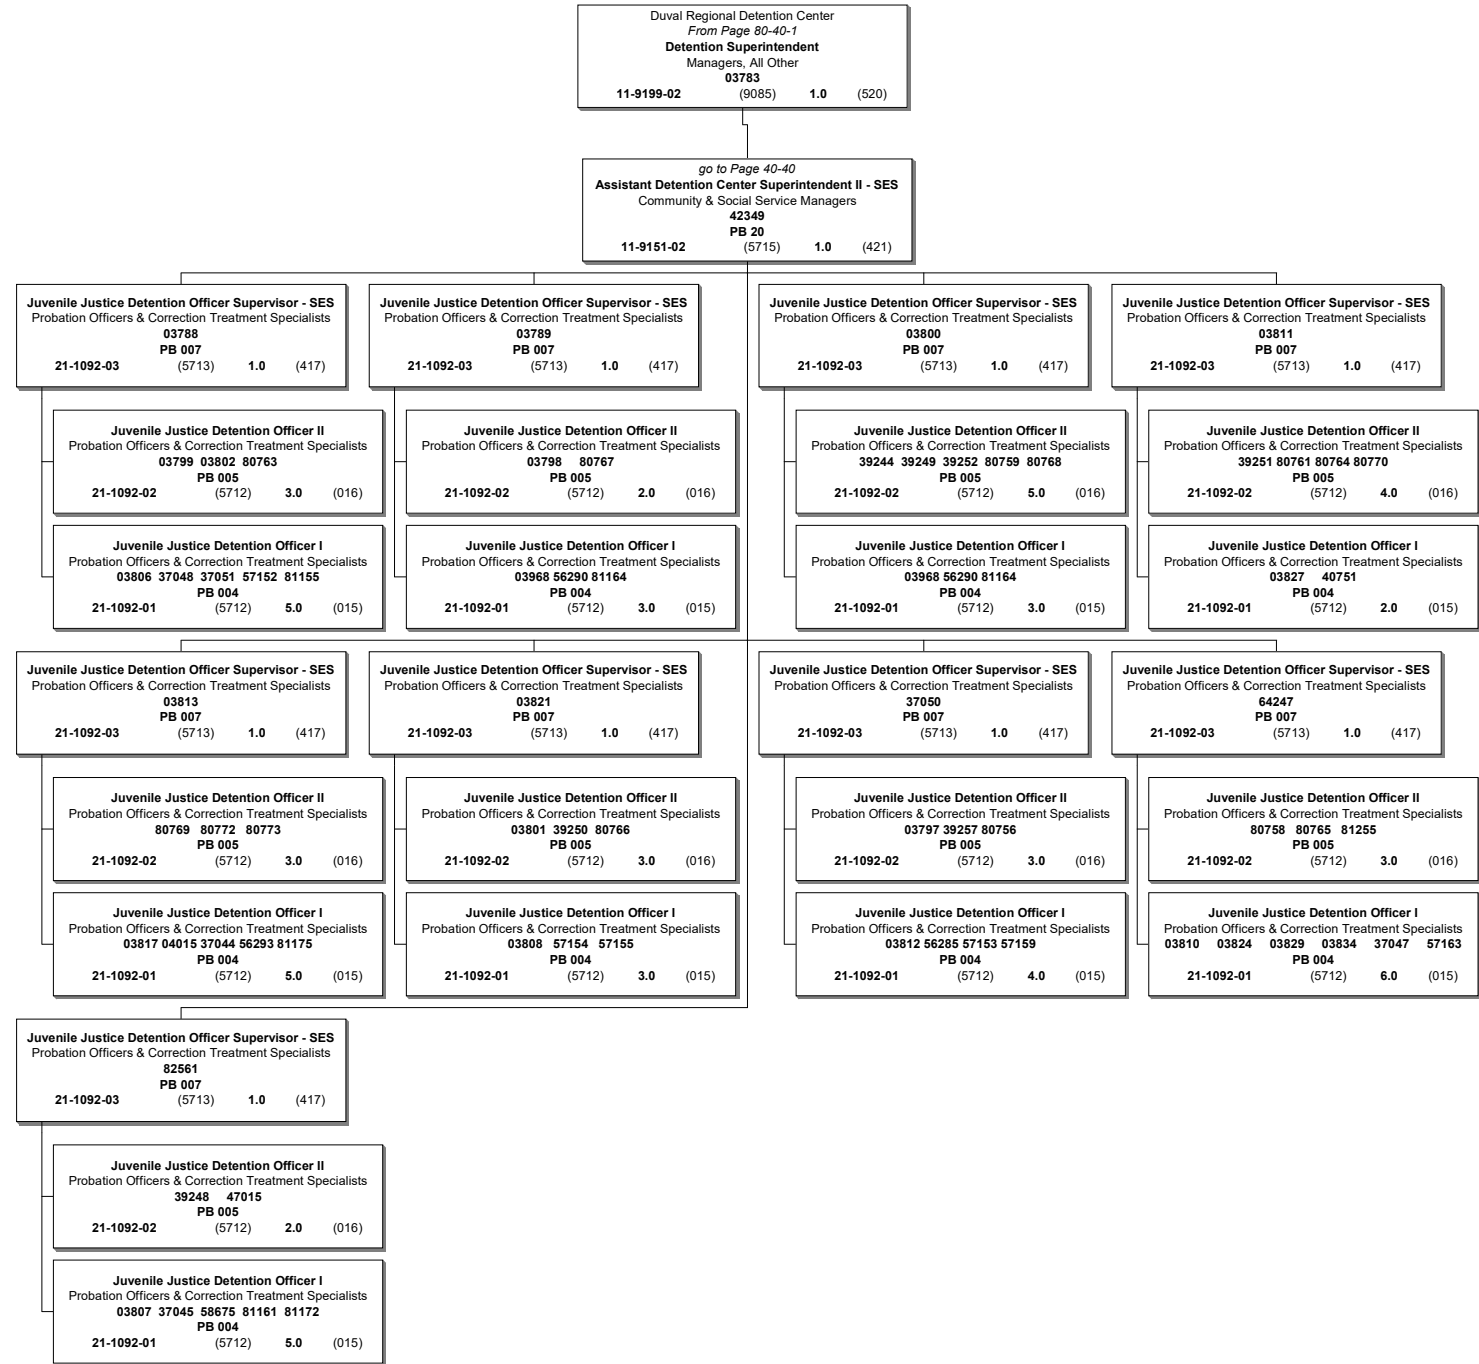 Duval Regional Detention Center
From Page 80-40-1
Detention Superintendent
Managers, All Other
03783
11-9199-02 (9085) 1.0 (520)
go to Page 40-40
Assistant Detention Center Superintendent II - SES
Community & Social Service Managers
42349
PB 20
11-9151-02 (5715) 1.0 (421)
Juvenile Justice Detention Officer Supervisor - SES
Probation Officers & Correction Treatment Specialists
03788
PB 007
21-1092-03 (5713) 1.0 (417)
Juvenile Justice Detention Officer II
Probation Officers & Correction Treatment Specialists
03799 03802 80763
PB 005
21-1092-02 (5712) 3.0 (016)
Juvenile Justice Detention Officer I
Probation Officers & Correction Treatment Specialists
03806 37048 37051 57152 81155
PB 004
21-1092-01 (5712) 5.0 (015)
Juvenile Justice Detention Officer Supervisor - SES
Probation Officers & Correction Treatment Specialists
03789
PB 007
21-1092-03 (5713) 1.0 (417)
Juvenile Justice Detention Officer II
Probation Officers & Correction Treatment Specialists
03798 80767
PB 005
21-1092-02 (5712) 2.0 (016)
Juvenile Justice Detention Officer I
Probation Officers & Correction Treatment Specialists
03968 56290 81164
PB 004
21-1092-01 (5712) 3.0 (015)
Juvenile Justice Detention Officer Supervisor - SES
Probation Officers & Correction Treatment Specialists
03800
PB 007
21-1092-03 (5713) 1.0 (417)
Juvenile Justice Detention Officer II
Probation Officers & Correction Treatment Specialists
39244 39249 39252 80759 80768
PB 005
21-1092-02 (5712) 5.0 (016)
Juvenile Justice Detention Officer I
Probation Officers & Correction Treatment Specialists
03968 56290 81164
PB 004
21-1092-01 (5712) 3.0 (015)
Juvenile Justice Detention Officer Supervisor - SES
Probation Officers & Correction Treatment Specialists
03811
PB 007
21-1092-03 (5713) 1.0 (417)
Juvenile Justice Detention Officer II
Probation Officers & Correction Treatment Specialists
39251 80761 80764 80770
PB 005
21-1092-02 (5712) 4.0 (016)
Juvenile Justice Detention Officer I
Probation Officers & Correction Treatment Specialists
03827 40751
PB 004
21-1092-01 (5712) 2.0 (015)
Juvenile Justice Detention Officer Supervisor - SES
Probation Officers & Correction Treatment Specialists
03813
PB 007
21-1092-03 (5713) 1.0 (417)
Juvenile Justice Detention Officer II
Probation Officers & Correction Treatment Specialists
80769 80772 80773
PB 005
21-1092-02 (5712) 3.0 (016)
Juvenile Justice Detention Officer I
Probation Officers & Correction Treatment Specialists
03817 04015 37044 56293 81175
PB 004
21-1092-01 (5712) 5.0 (015)
Juvenile Justice Detention Officer Supervisor - SES
Probation Officers & Correction Treatment Specialists
03821
PB 007
21-1092-03 (5713) 1.0 (417)
Juvenile Justice Detention Officer II
Probation Officers & Correction Treatment Specialists
03801 39250 80766
PB 005
21-1092-02 (5712) 3.0 (016)
Juvenile Justice Detention Officer I
Probation Officers & Correction Treatment Specialists
03808 57154 57155
PB 004
21-1092-01 (5712) 3.0 (015)
Juvenile Justice Detention Officer Supervisor - SES
Probation Officers & Correction Treatment Specialists
37050
PB 007
21-1092-03 (5713) 1.0 (417)
Juvenile Justice Detention Officer II
Probation Officers & Correction Treatment Specialists
03797 39257 80756
PB 005
21-1092-02 (5712) 3.0 (016)
Juvenile Justice Detention Officer I
Probation Officers & Correction Treatment Specialists
03812 56285 57153 57159
PB 004
21-1092-01 (5712) 4.0 (015)
Juvenile Justice Detention Officer Supervisor - SES
Probation Officers & Correction Treatment Specialists
64247
PB 007
21-1092-03 (5713) 1.0 (417)
Juvenile Justice Detention Officer II
Probation Officers & Correction Treatment Specialists
80758 80765 81255
PB 005
21-1092-02 (5712) 3.0 (016)
Juvenile Justice Detention Officer I
Probation Officers & Correction Treatment Specialists
03810 03824 03829 03834 37047 57163
PB 004
21-1092-01 (5712) 6.0 (015)
Juvenile Justice Detention Officer Supervisor - SES
Probation Officers & Correction Treatment Specialists
82561
PB 007
21-1092-03 (5713) 1.0 (417)
Juvenile Justice Detention Officer II
Probation Officers & Correction Treatment Specialists
39248 47015
PB 005
21-1092-02 (5712) 2.0 (016)
Juvenile Justice Detention Officer I
Probation Officers & Correction Treatment Specialists
03807 37045 58675 81161 81172
PB 004
21-1092-01 (5712) 5.0 (015)